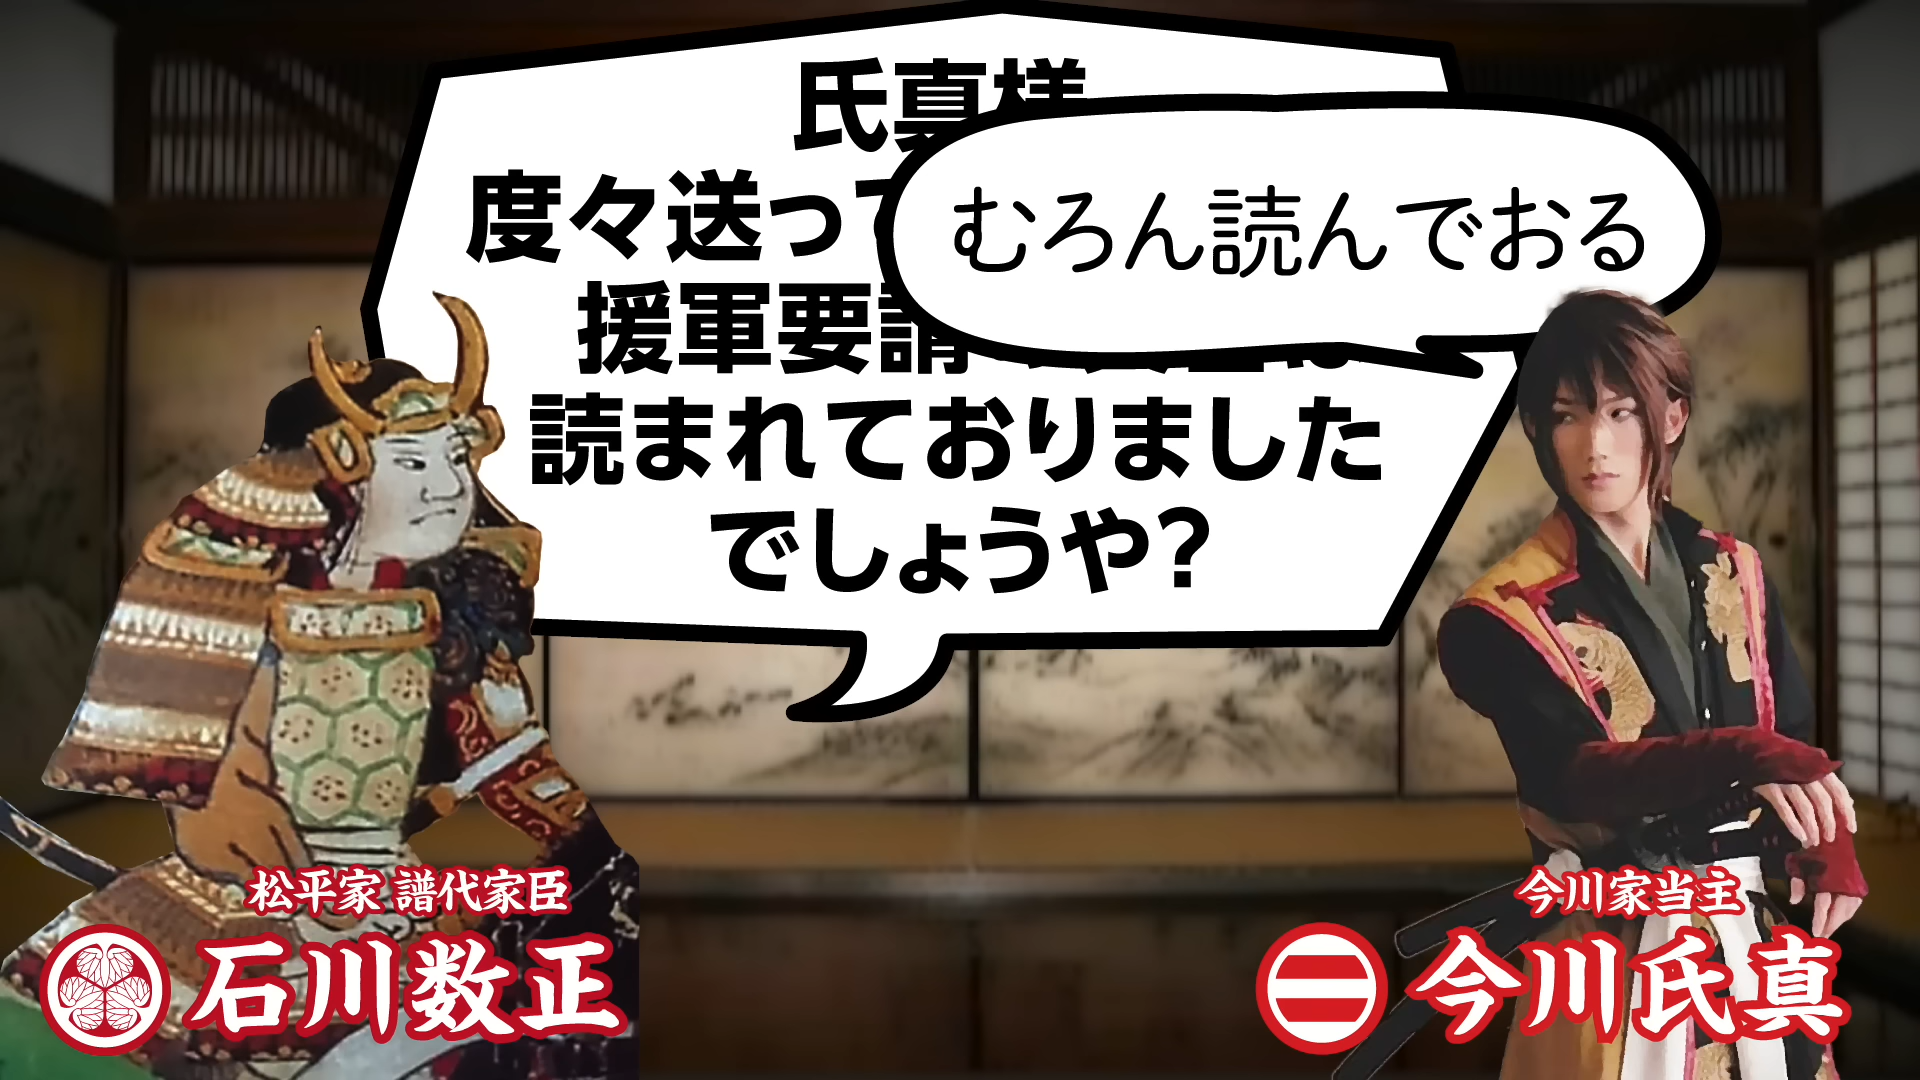 氏真様
度々送って
援軍要請
読まれておりました
でしょうや?
むろん読んでおる
松平家 譜代家臣
石川数正
今川家当主
今川氏真